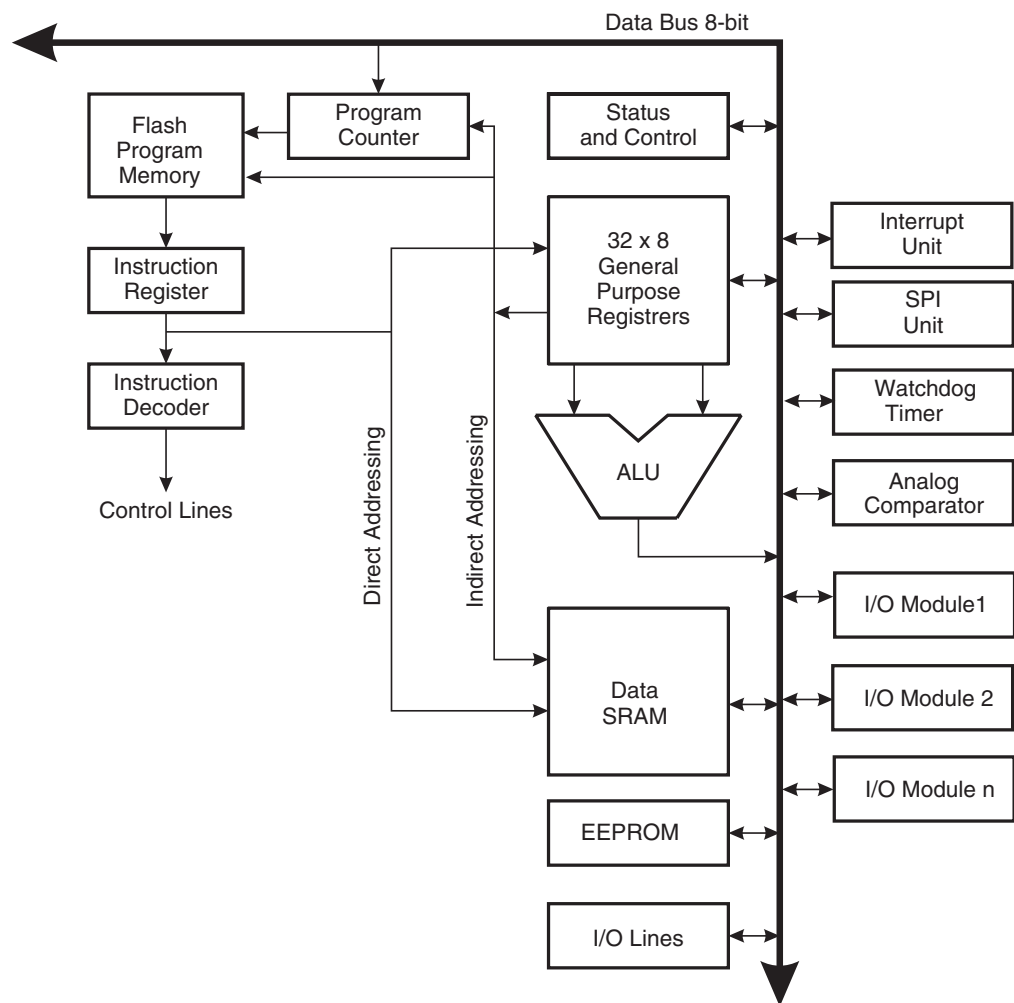 Data Bus 8-bit
Flash
Program
Memory
Program
Counter
Status
and Control
Interrupt
Unit
32 x 8
General
Purpose
Registrers
Instruction
Register
SPI
Unit
Instruction
Decoder
Watchdog
Timer
Control Lines
Direct Addressing
Indirect Addressing
ALU
Analog
Comparator
I/O Module1
Data
SRAM
I/O Module 2
I/O Module n
EEPROM
I/O Lines